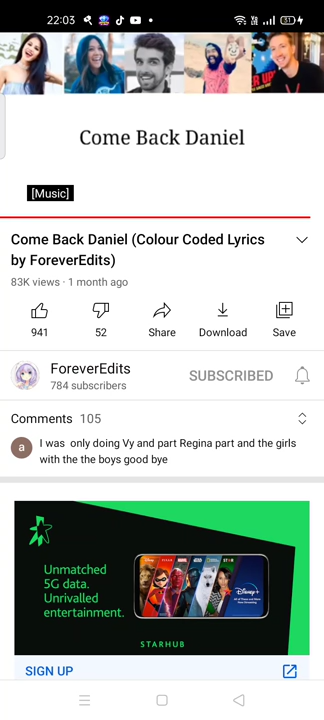 22:03
51
Come Back Daniel
[Music]
Come Back Daniel (Colour Coded Lyrics
by ForeverEdits)
83K views · 1 month ago
941
52
Share
Download
Save
ForeverEdits
784 subscribers
SUBSCRIBED
Comments 105
a
I was only doing Vy and part Regina part and the girls
with the the boys good bye
Unmatched
5G data.
Unrivalled
entertainment.
Disney+
STARHUB
SIGN UP